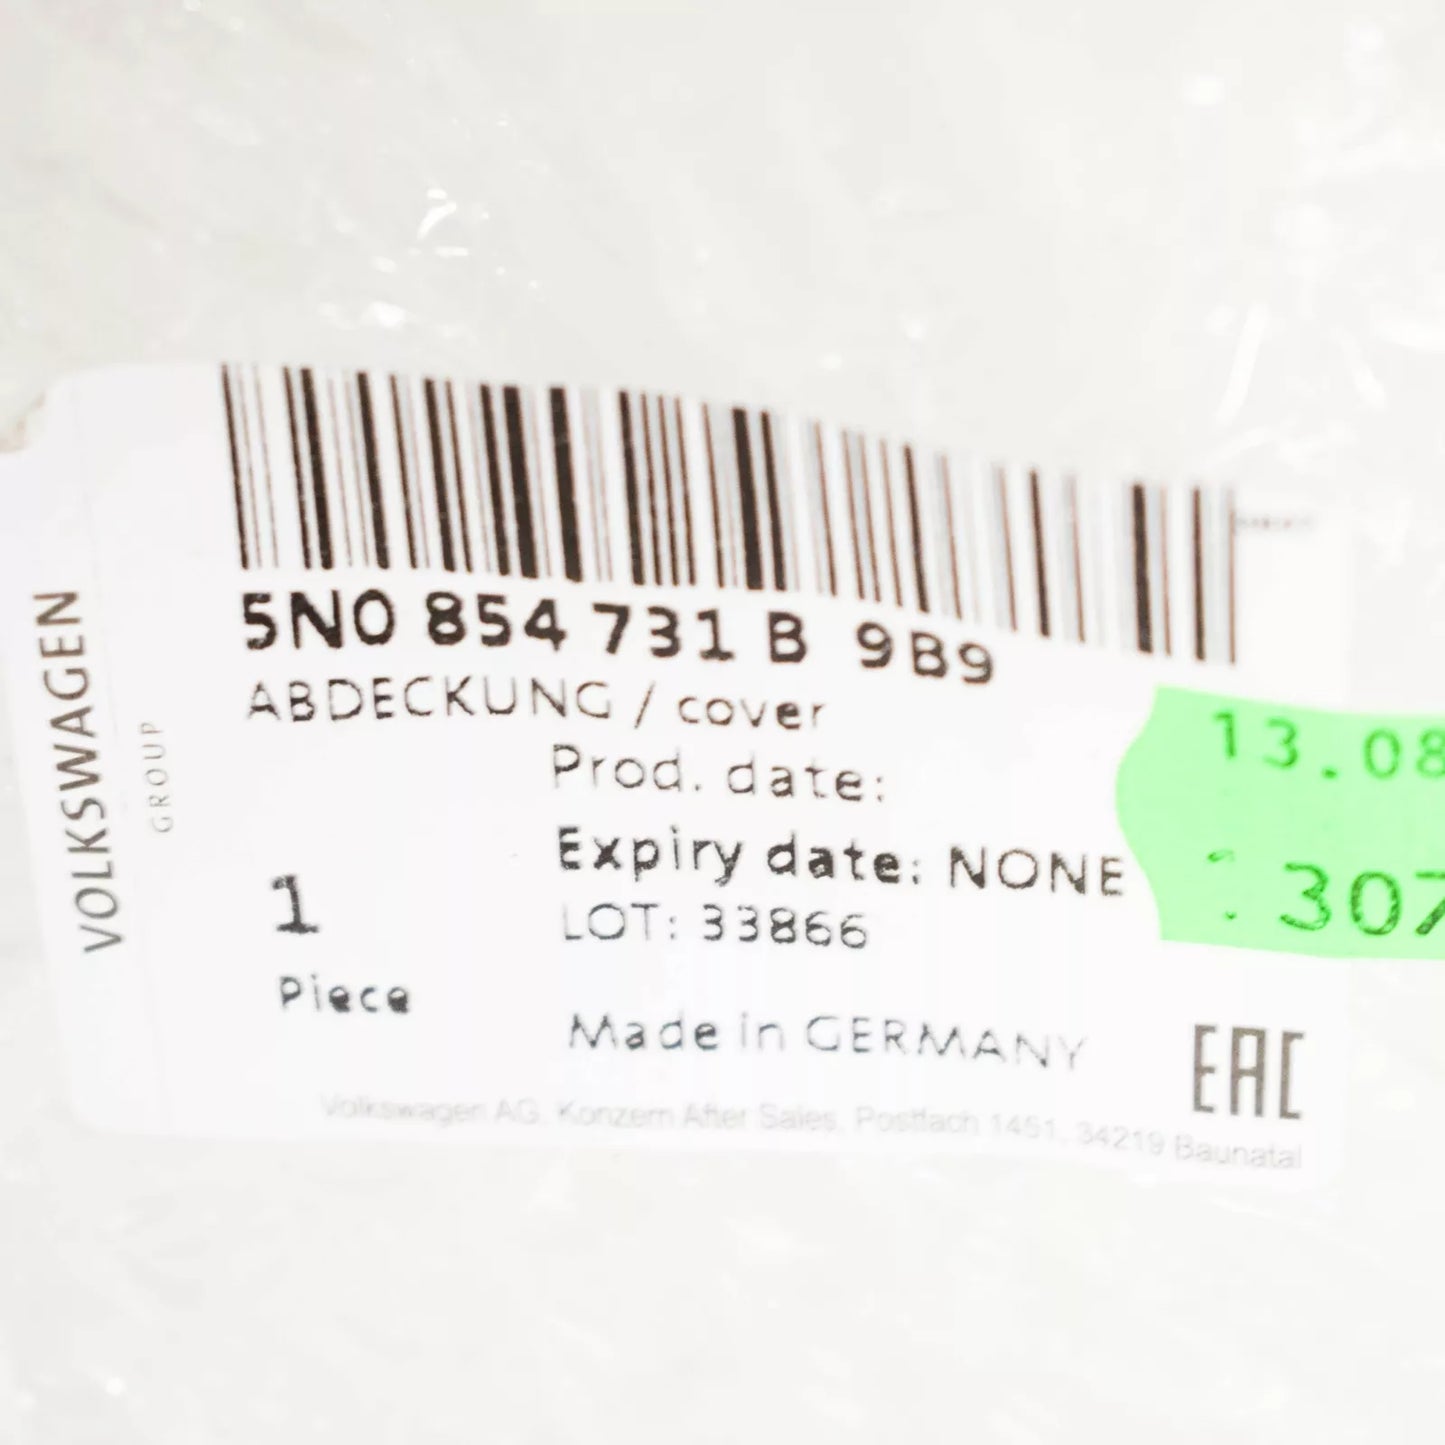 VOLKSWAGEN
GROUP
5N0 854 731 B 9B9
ABDECKUNG / cover
Prod. date:
Expiry date: NONE
LOT: 33866
1
Piece
Made in GERMANY
EAC
Volkswagen AG, Konzern After Sales, Postfach 1451, 34219 Baunatal
13.08
307